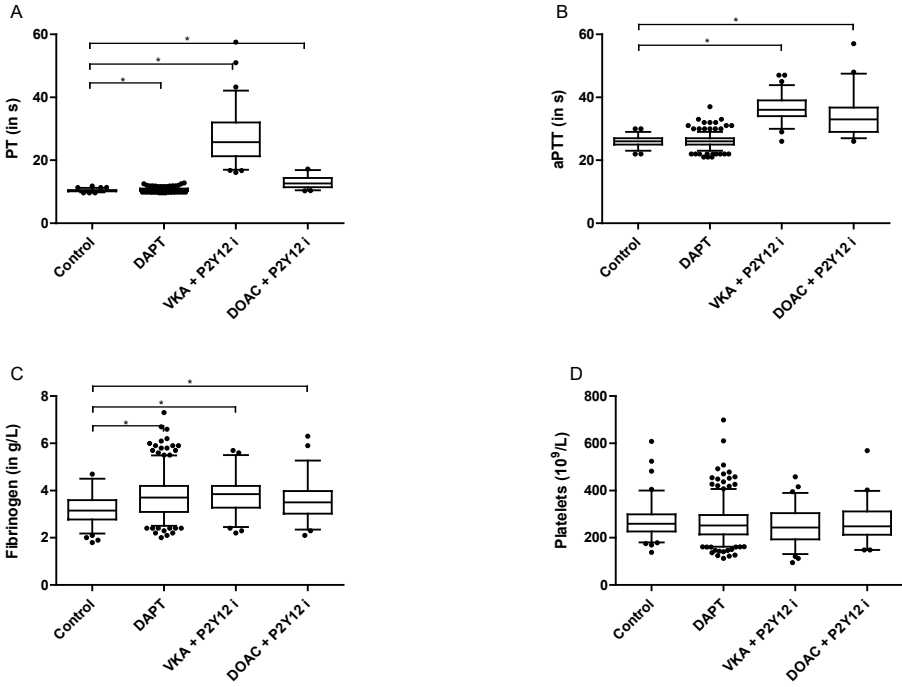 A
60
40
20
0
PT (in s)
*
*
*
Control
DAPT
VKA + P2Y12 i
DOAC + P2Y12 i
B
60
40
20
0
aPTT (in s)
*
*
Control
DAPT
VKA + P2Y12 i
DOAC + P2Y12 i
C
8
6
4
2
0
Fibrinogen (in g/L)
*
*
*
Control
DAPT
VKA + P2Y12 i
DOAC + P2Y12 i
D
800
600
400
200
0
Platelets (10⁹/L)
Control
DAPT
VKA + P2Y12 i
DOAC + P2Y12 i